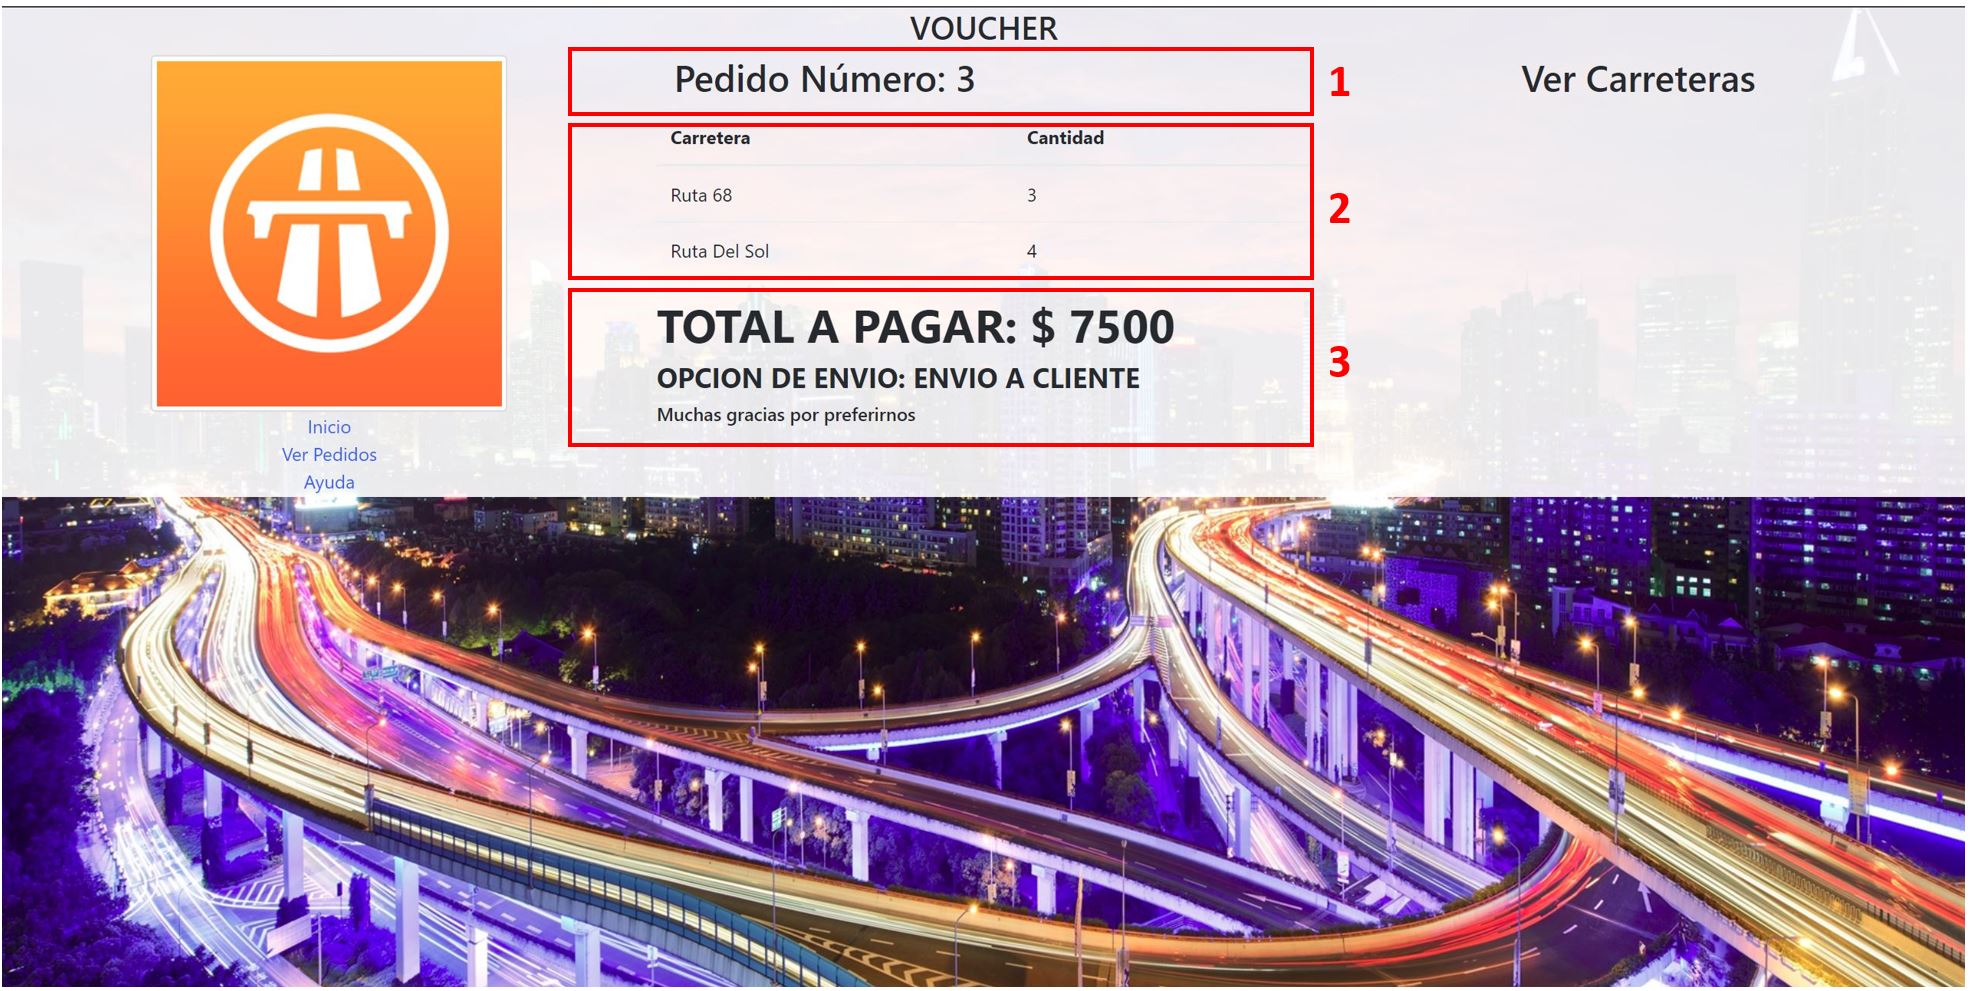 VOUCHER
Pedido Número: 3
1
Ver Carreteras
Carretera Cantidad
Ruta 68 3
Ruta Del Sol 4
2
TOTAL A PAGAR: $ 7500
OPCION DE ENVIO: ENVIO A CLIENTE
Muchas gracias por preferirnos
3
Inicio
Ver Pedidos
Ayuda